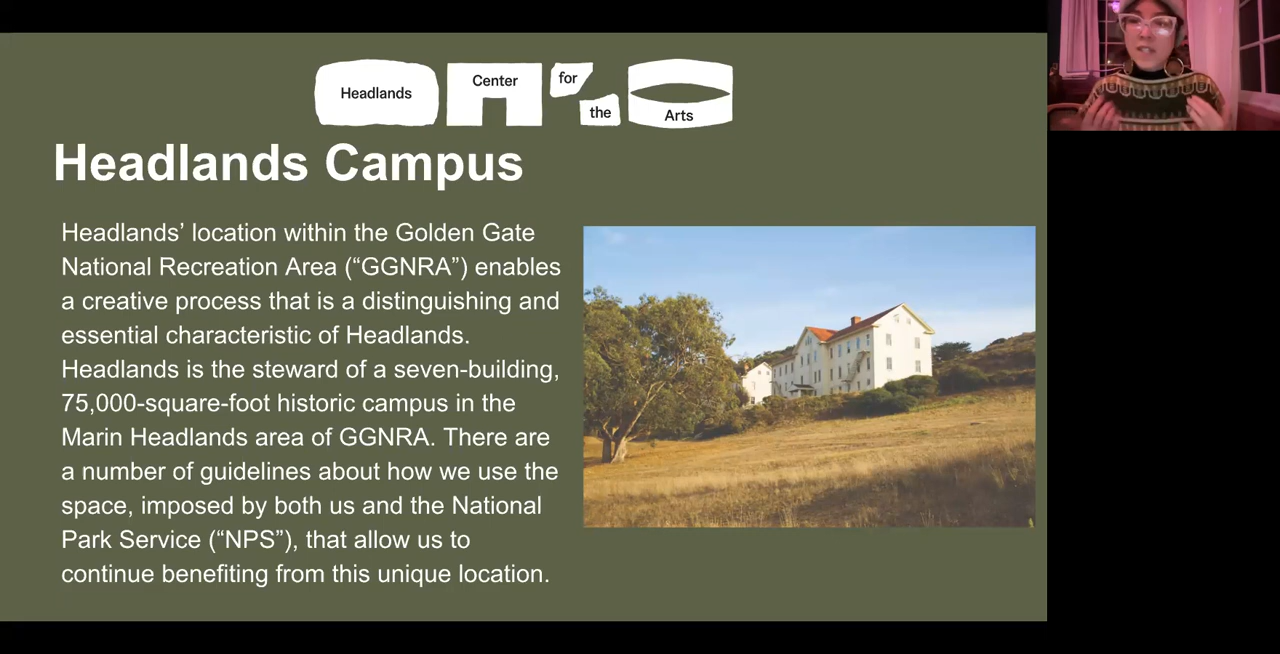 Headlands
Center
for
the
Arts
Headlands Campus
Headlands’ location within the Golden Gate
National Recreation Area (“GGNRA”) enables
a creative process that is a distinguishing and
essential characteristic of Headlands.
Headlands is the steward of a seven-building,
75,000-square-foot historic campus in the
Marin Headlands area of GGNRA. There are
a number of guidelines about how we use the
space, imposed by both us and the National
Park Service (“NPS”), that allow us to
continue benefiting from this unique location.